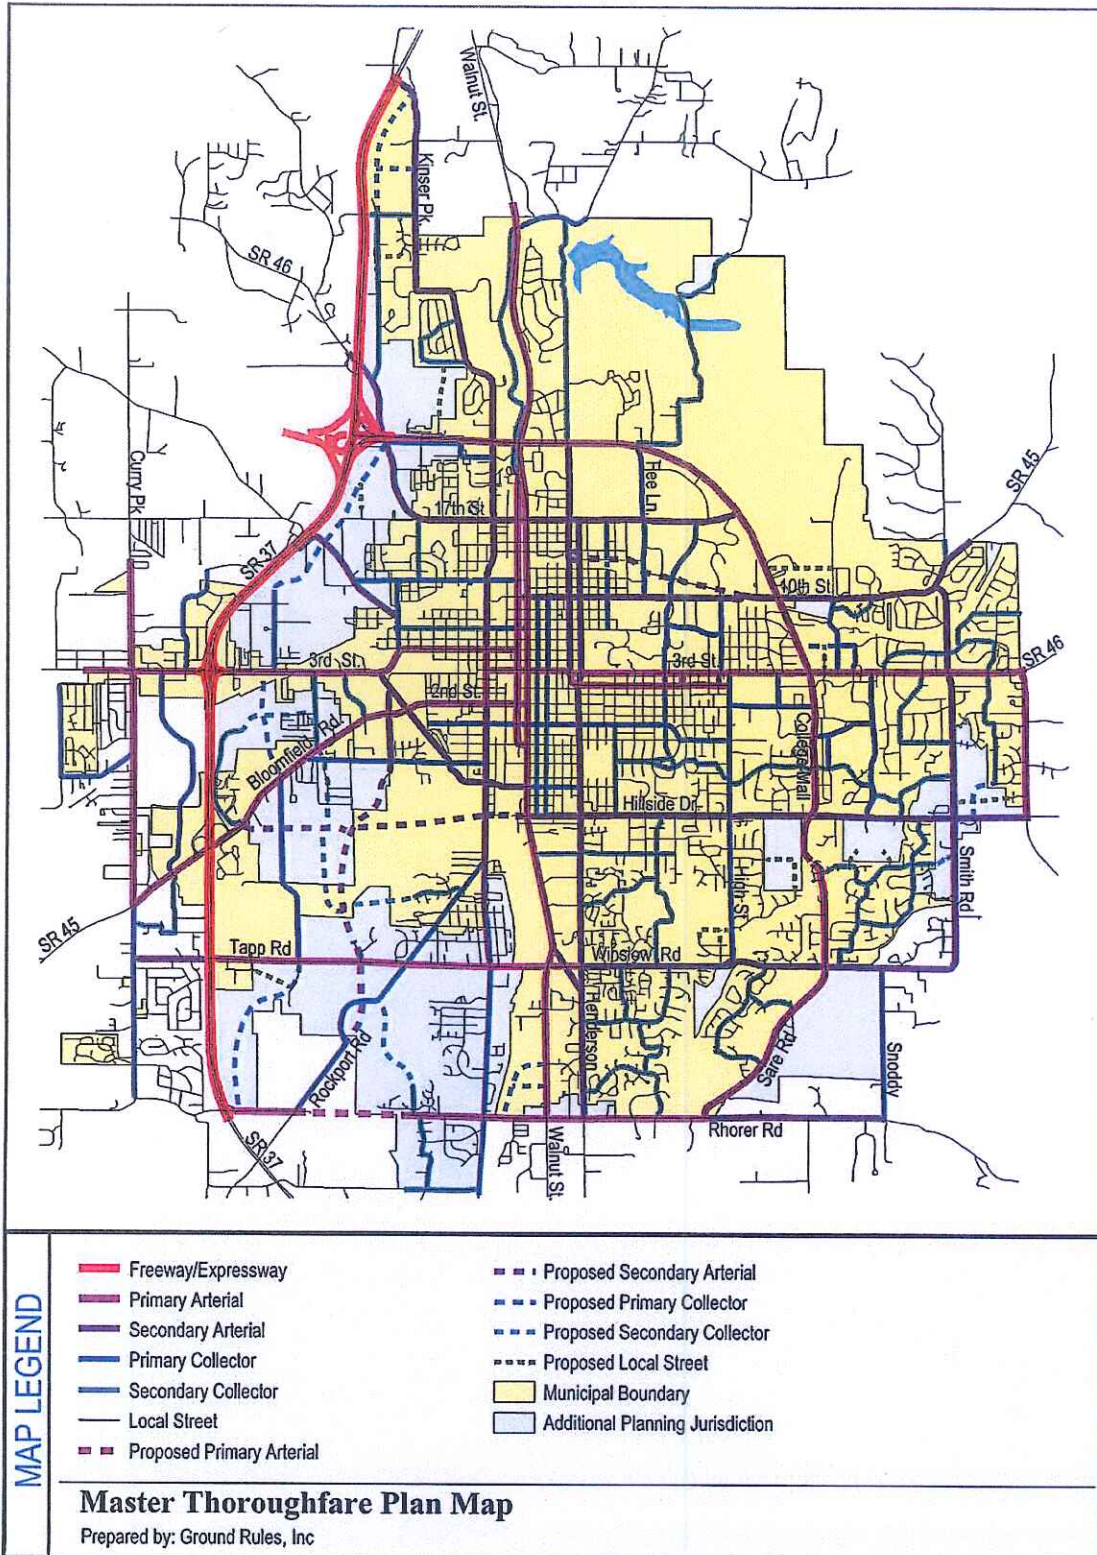 Walnut St.
Kinser Pk.
SR 46
Curry Pk
SR 45
Fee Ln.
17th St
SR 37
10th St.
3rd St.
3rd St.
SR 46
2nd St.
Bloomfield Rd.
College Mall
Hillside Dr.
High St.
Smith Rd
SR 45
Tapp Rd
Winslow Rd
Henderson
Rockport Rd
Sare Rd
Snoddy
SR 37
Walnut St.
Rhorer Rd
MAP LEGEND
Freeway/Expressway
Primary Arterial
Secondary Arterial
Primary Collector
Secondary Collector
Local Street
Proposed Primary Arterial
Proposed Secondary Arterial
Proposed Primary Collector
Proposed Secondary Collector
Proposed Local Street
Municipal Boundary
Additional Planning Jurisdiction
Master Thoroughfare Plan Map
Prepared by: Ground Rules, Inc